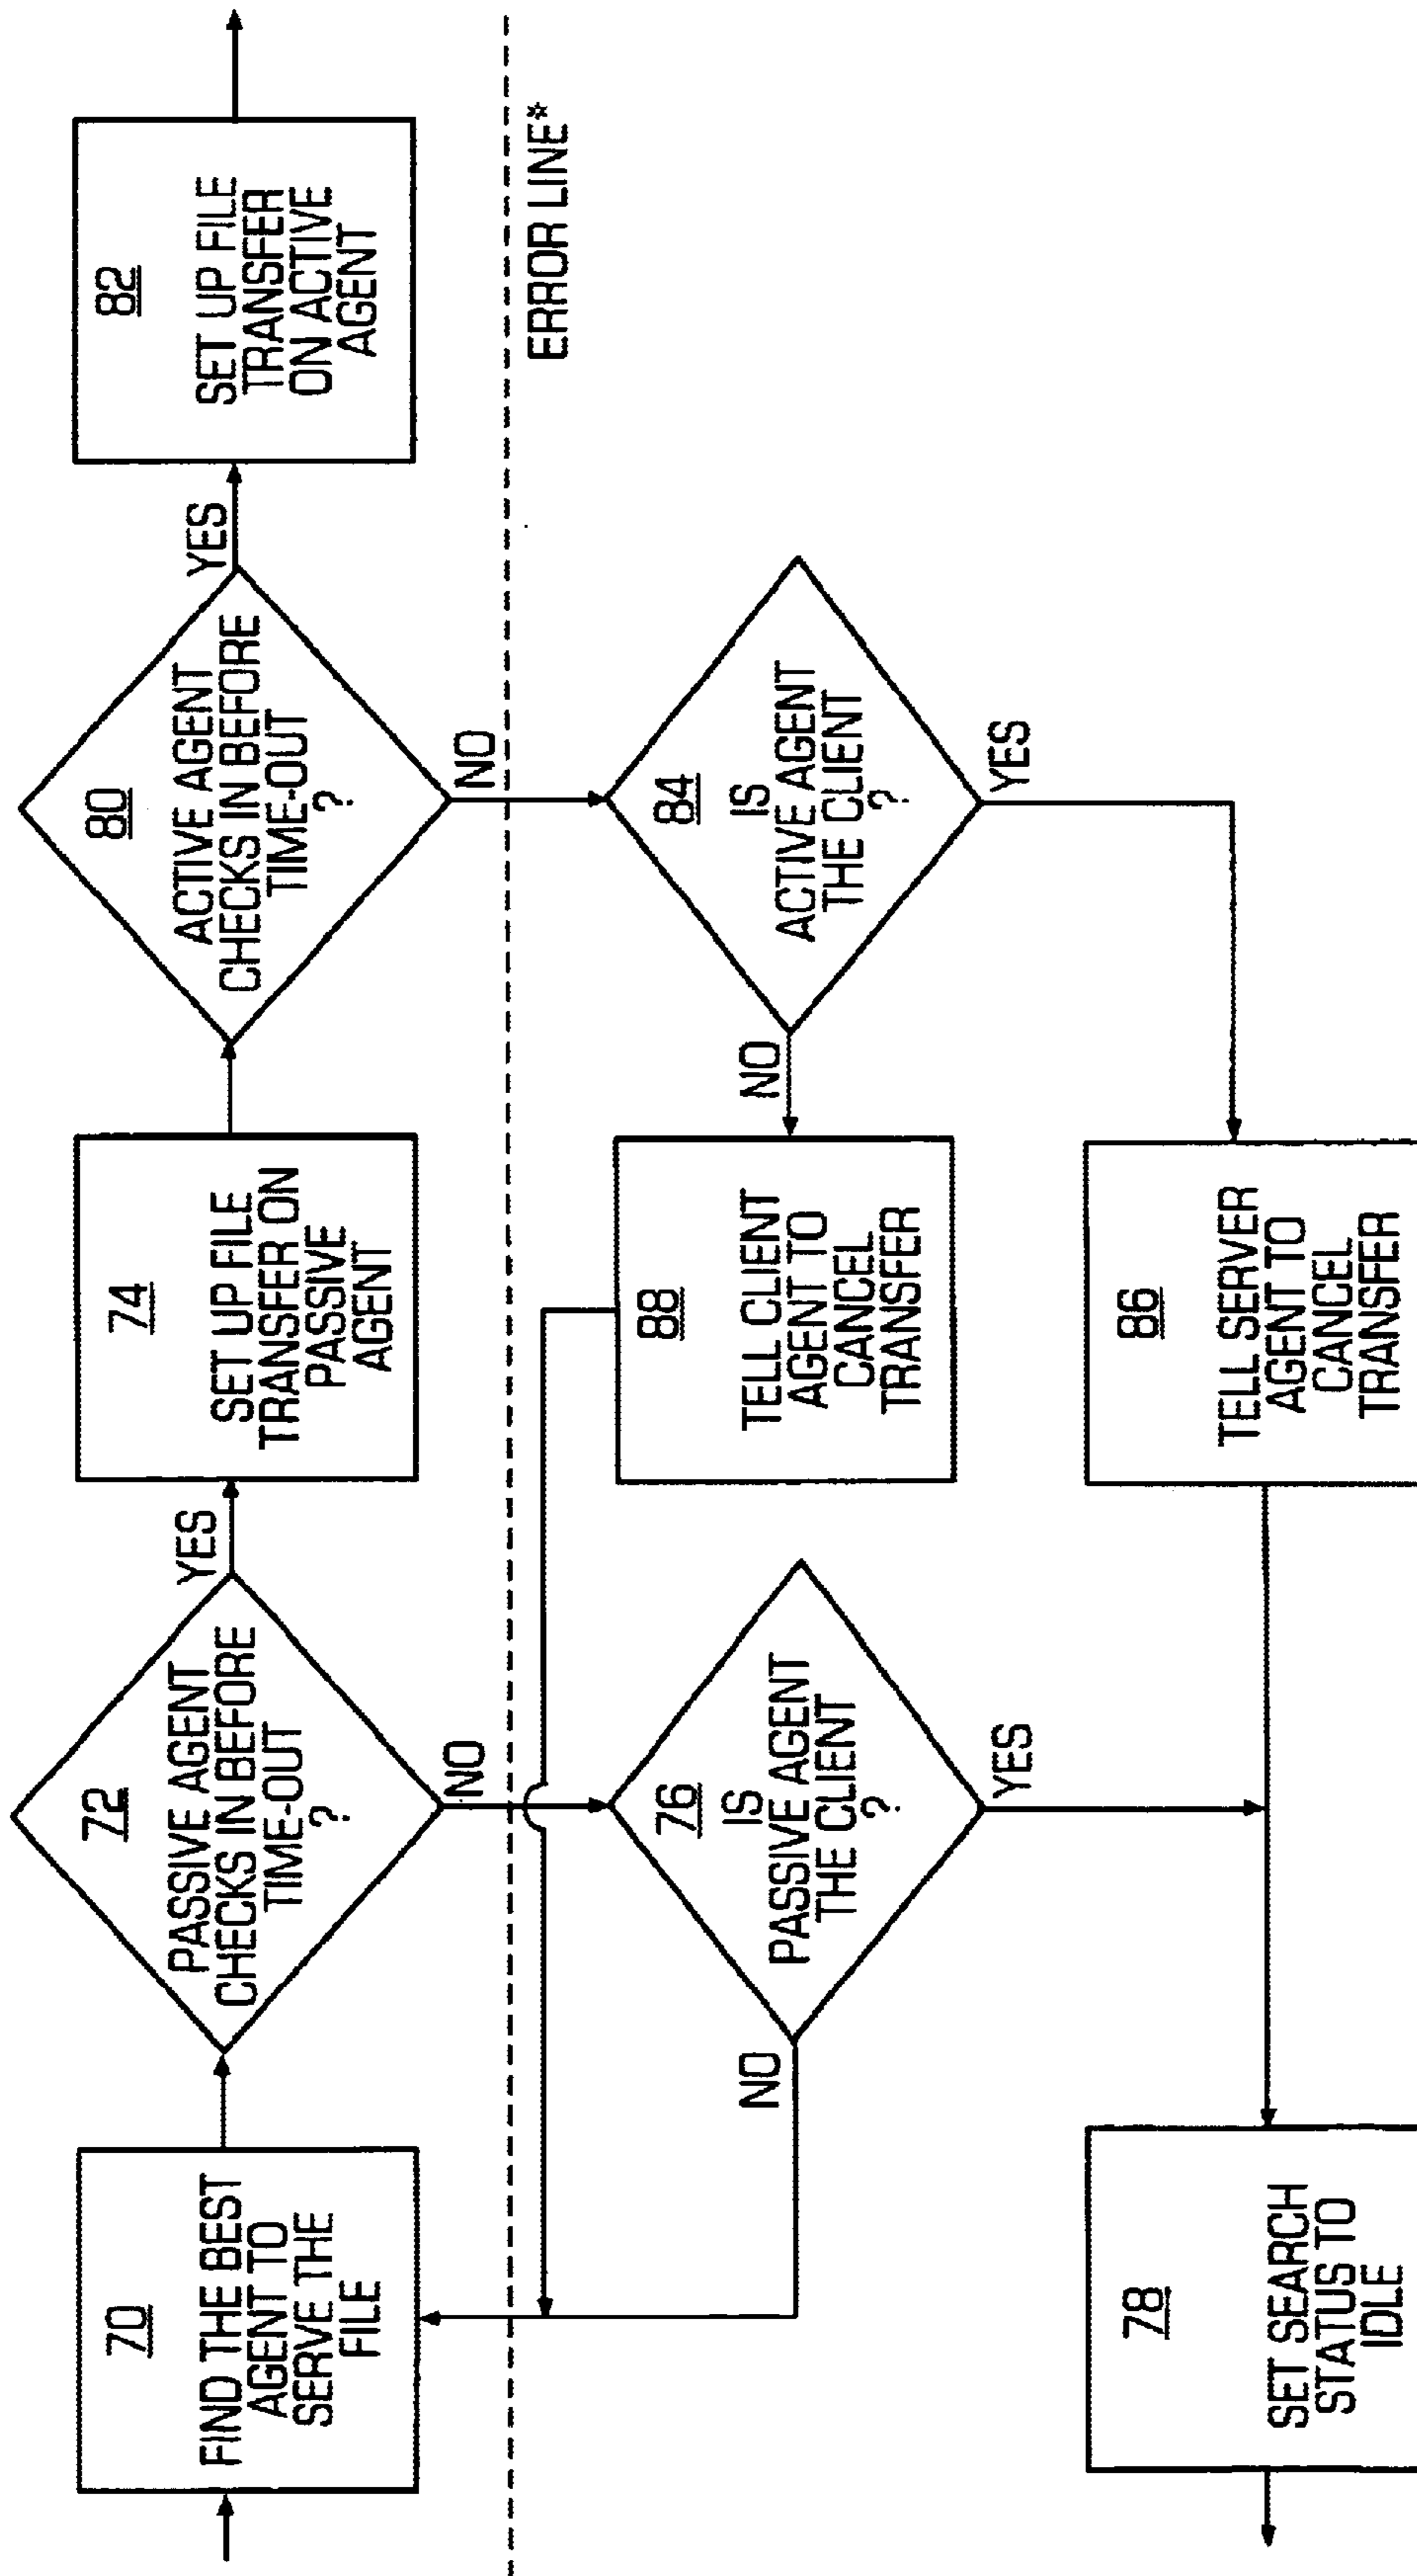 70
FIND THE BEST
AGENT TO
SERVE THE
FILE
72
PASSIVE AGENT
CHECKS IN BEFORE
TIME-OUT
?
YES
NO
74
SET UP FILE
TRANSFER ON
PASSIVE
AGENT
80
ACTIVE AGENT
CHECKS IN BEFORE
TIME-OUT
?
YES
NO
82
SET UP FILE
TRANSFER
ON ACTIVE
AGENT
ERROR LINE*
76
IS
PASSIVE AGENT
THE CLIENT
?
NO
YES
88
TELL CLIENT
AGENT TO
CANCEL
TRANSFER
84
IS
ACTIVE AGENT
THE CLIENT
?
NO
YES
78
SET SEARCH
STATUS TO
IDLE
86
TELL SERVER
AGENT TO
CANCEL
TRANSFER